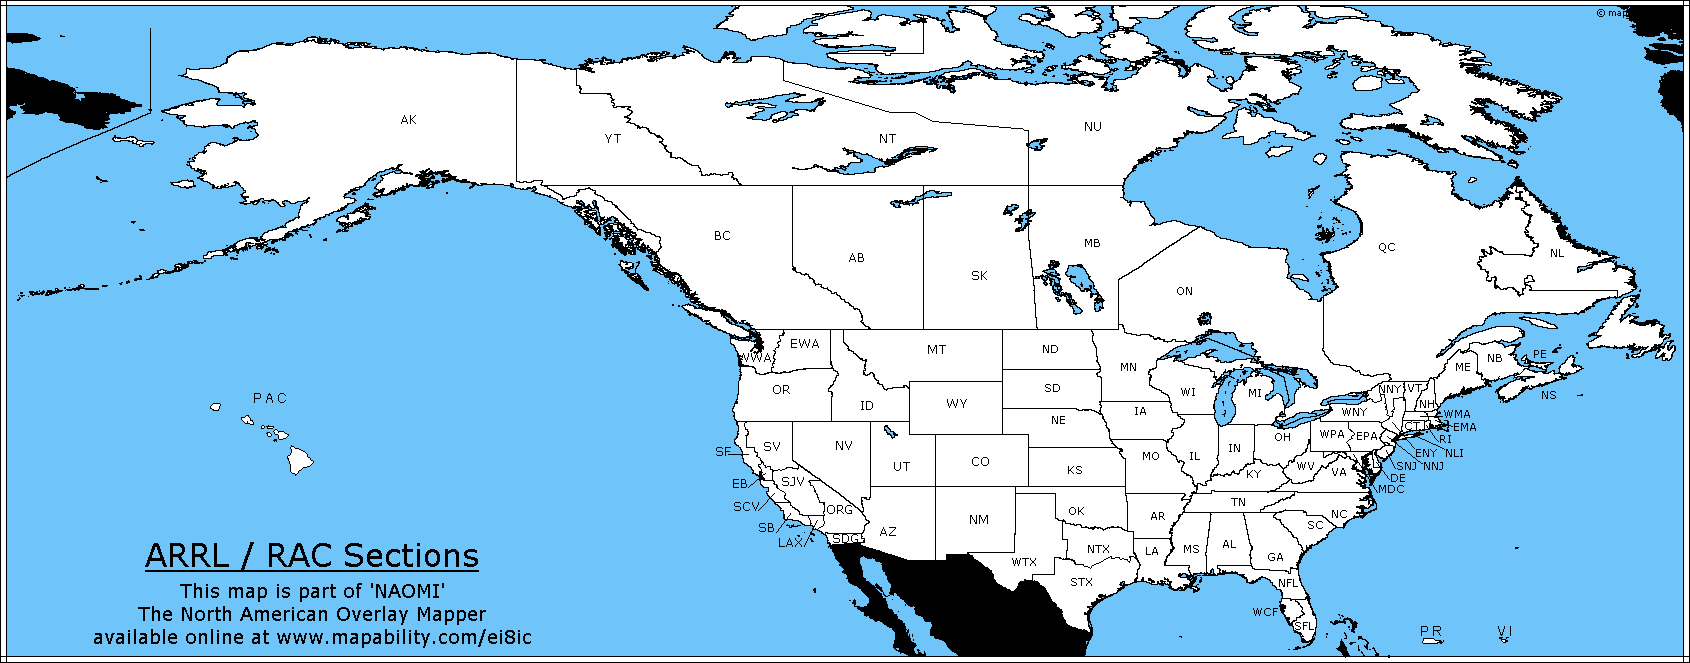 © map
AK
YT
NT
NU
BC
AB
SK
MB
ON
QC
NL
WWA
EWA
MT
ND
MN
OR
ID
WY
SD
WI
MI
NNY
VT
ME
NB
PE
NS
NH
PAC
SF
SV
NV
UT
CO
NE
IA
KS
MO
IL
IN
OH
WNY
WPA
EPA
CT
WMA
EMA
RI
NLI
ENY
NNJ
SNJ
DE
MDC
EB
SCV
SB
LAX
SJV
ORG
SDG
AZ
NM
OK
AR
KY
WV
VA
TN
NC
SC
WTX
NTX
STX
LA
MS
AL
GA
NFL
WCF
SFL
PR
VI
ARRL / RAC Sections
This map is part of 'NAOMI'
The North American Overlay Mapper
available online at www.mapability.com/ei8ic